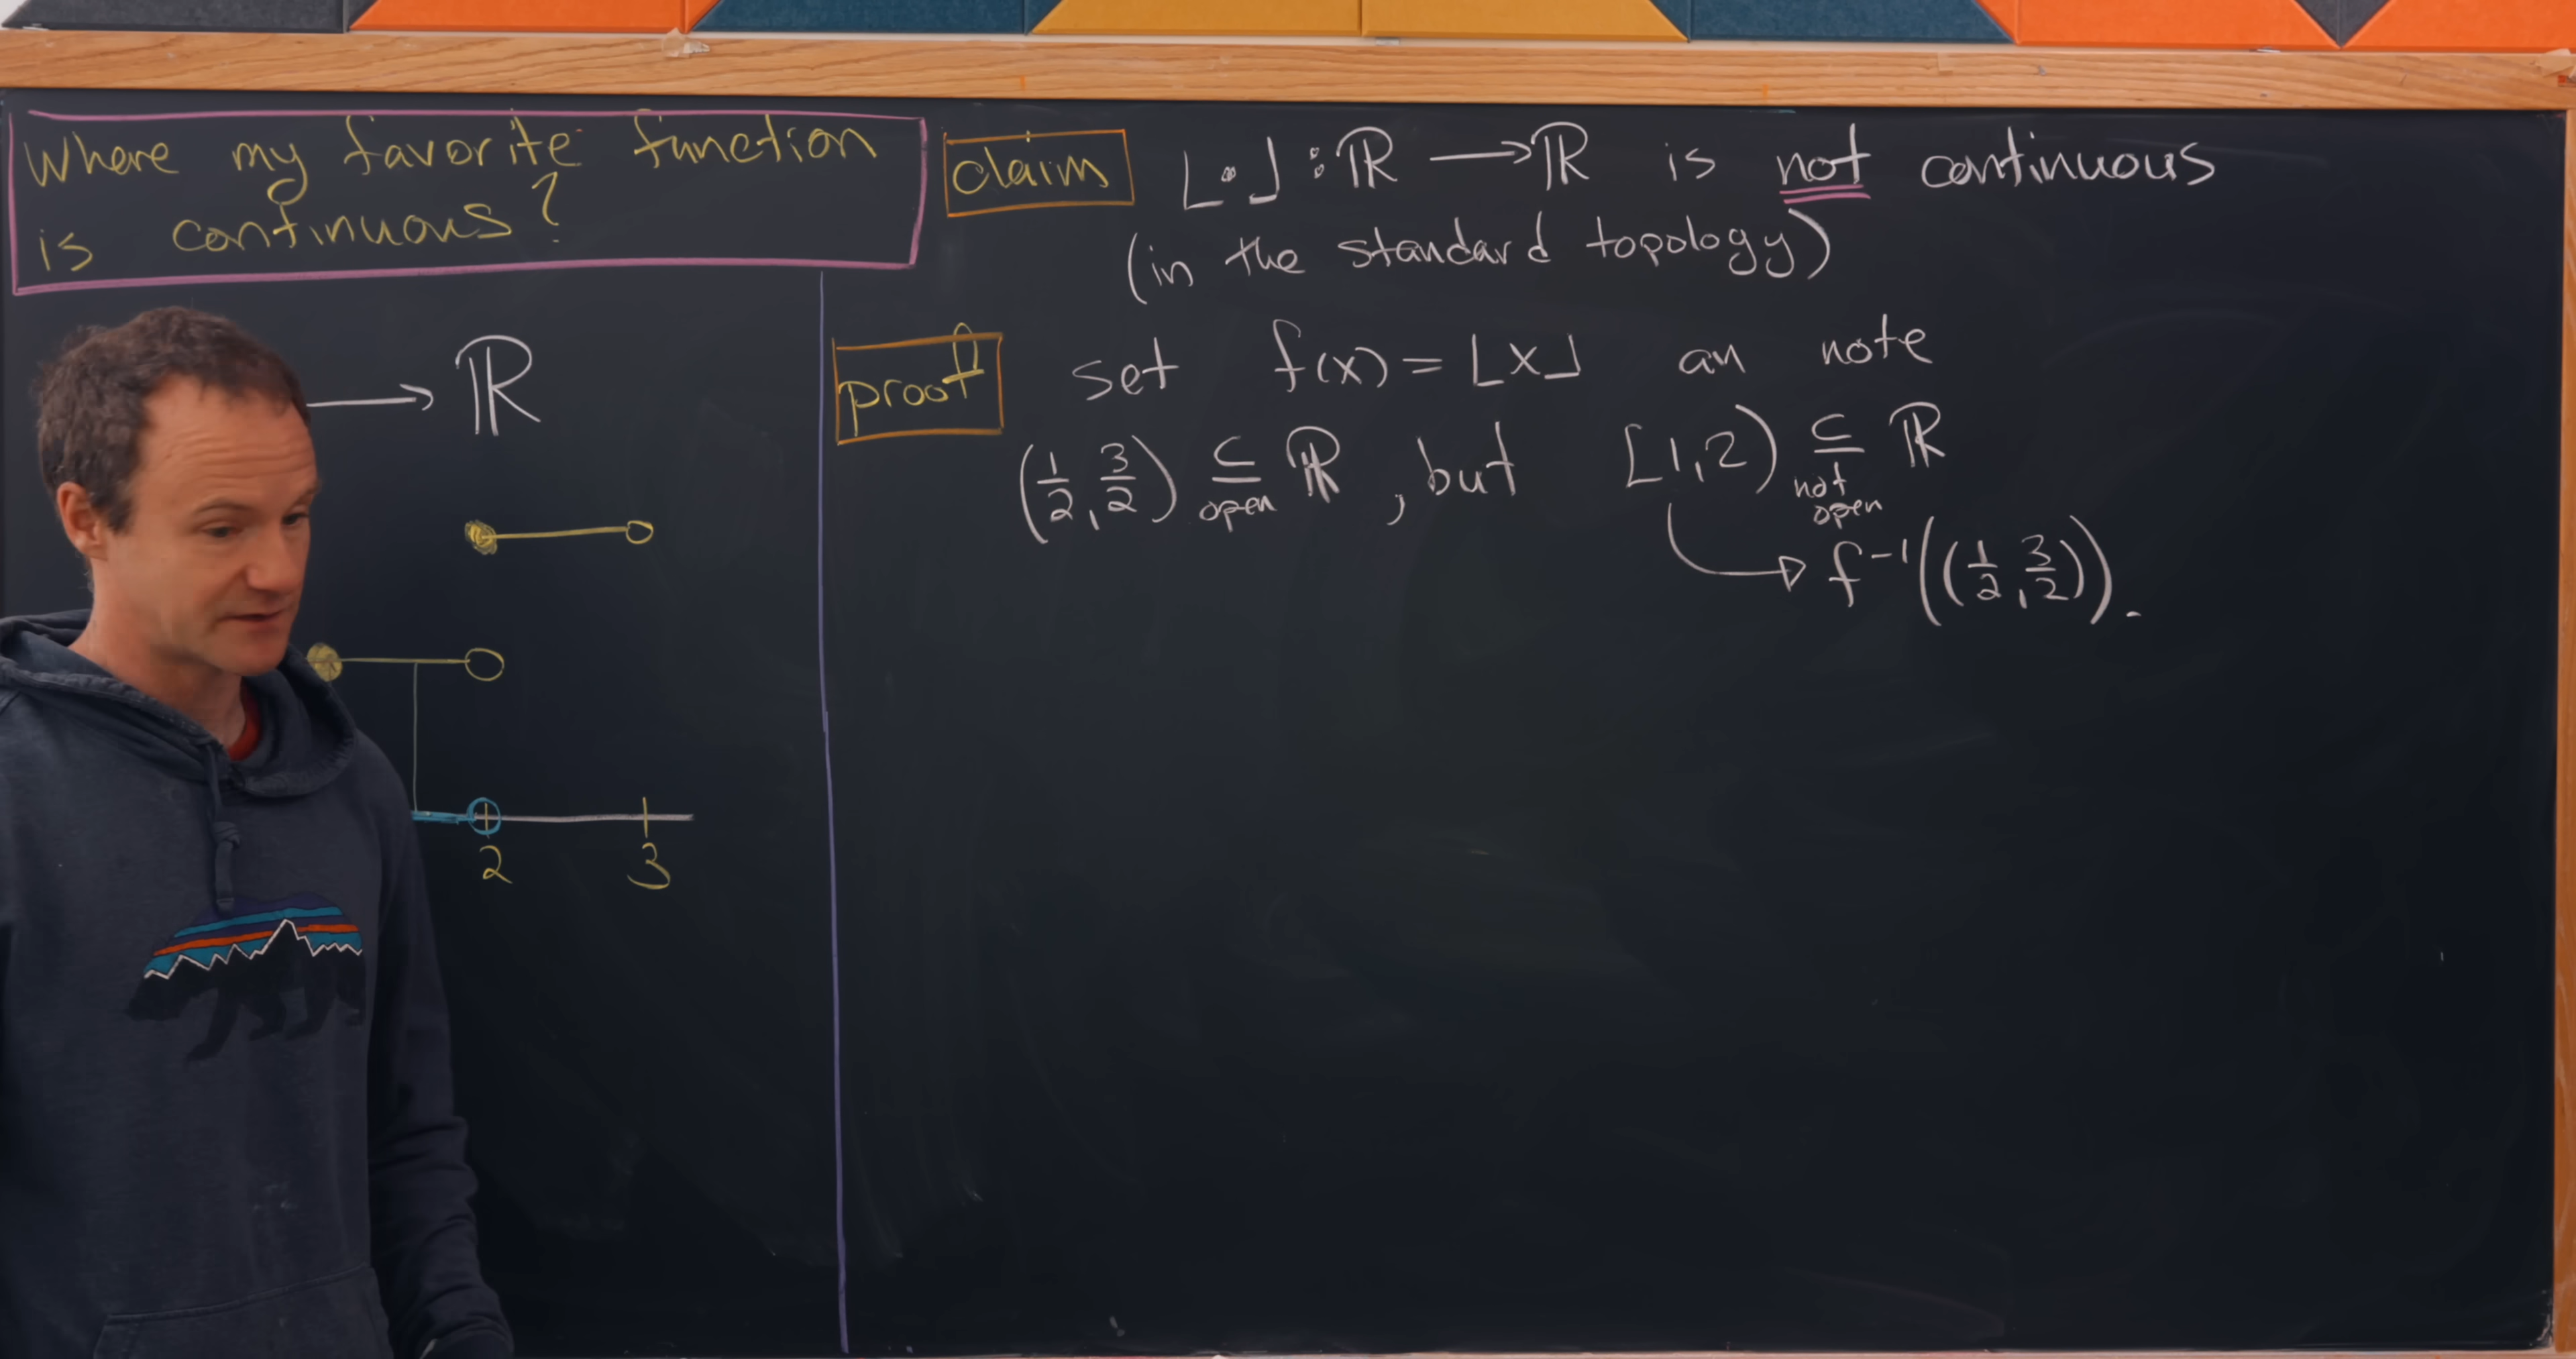 Where my favorite function
is continuous?
→ ℝ
2 3
claim ⌊·⌋ : ℝ → ℝ is not continuous
(in the standard topology)
proof set f(x) = ⌊x⌋ an note
(1/2, 3/2) ⊆ open ℝ, but [1,2) ⊆ not open ℝ
f⁻¹((1/2, 3/2)).